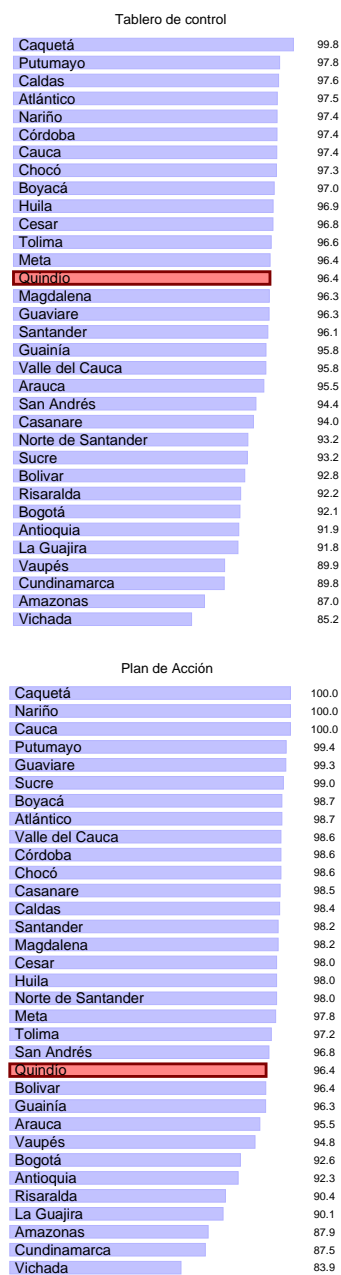 Tablero de control
Caquetá 99.8
Putumayo 97.8
Caldas 97.6
Atlántico 97.5
Nariño 97.4
Córdoba 97.4
Cauca 97.4
Chocó 97.3
Boyacá 97.0
Huila 96.9
Cesar 96.8
Tolima 96.6
Meta 96.4
Quindio 96.4
Magdalena 96.3
Guaviare 96.3
Santander 96.1
Guainía 95.8
Valle del Cauca 95.8
Arauca 95.5
San Andrés 94.4
Casanare 94.0
Norte de Santander 93.2
Sucre 93.2
Bolivar 92.8
Risaralda 92.2
Bogotá 92.1
Antioquia 91.9
La Guajira 91.8
Vaupés 89.9
Cundinamarca 89.8
Amazonas 87.0
Vichada 85.2
Plan de Acción
Caquetá 100.0
Nariño 100.0
Cauca 100.0
Putumayo 99.4
Guaviare 99.3
Sucre 99.0
Boyacá 98.7
Atlántico 98.7
Valle del Cauca 98.6
Córdoba 98.6
Chocó 98.6
Casanare 98.5
Caldas 98.4
Santander 98.2
Magdalena 98.2
Cesar 98.0
Huila 98.0
Norte de Santander 98.0
Meta 97.8
Tolima 97.2
San Andrés 96.8
Quindio 96.4
Bolivar 96.4
Guainía 96.3
Arauca 95.5
Vaupés 94.8
Bogotá 92.6
Antioquia 92.3
Risaralda 90.4
La Guajira 90.1
Amazonas 87.9
Cundinamarca 87.5
Vichada 83.9